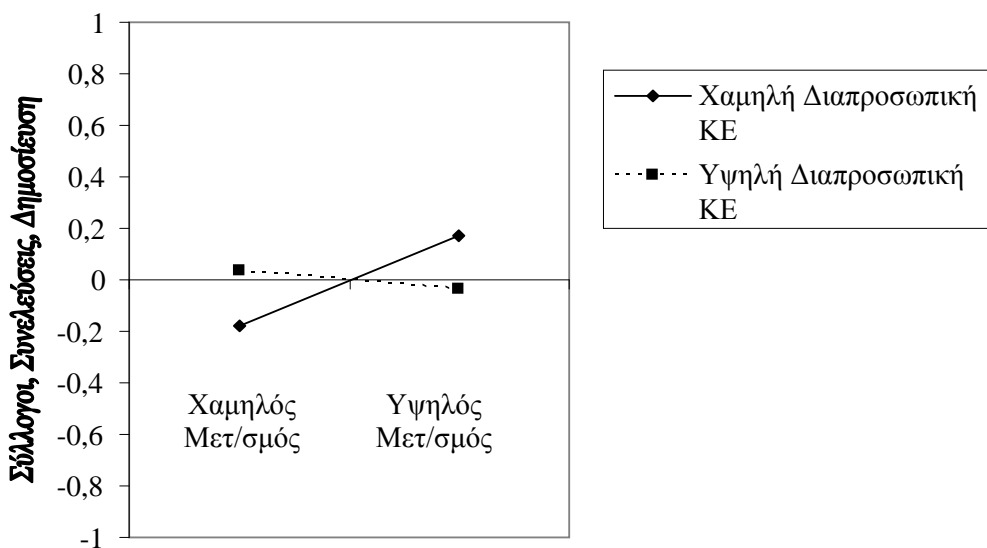 Σύλλογοι, Συνελεύσεις, Δημοσίευση
1
0,8
0,6
0,4
0,2
0
-0,2
-0,4
-0,6
-0,8
-1
Χαμηλός
Μετ/σμός
Υψηλός
Μετ/σμός
Χαμηλή Διαπροσωπική
ΚΕ
Υψηλή Διαπροσωπική
ΚΕ